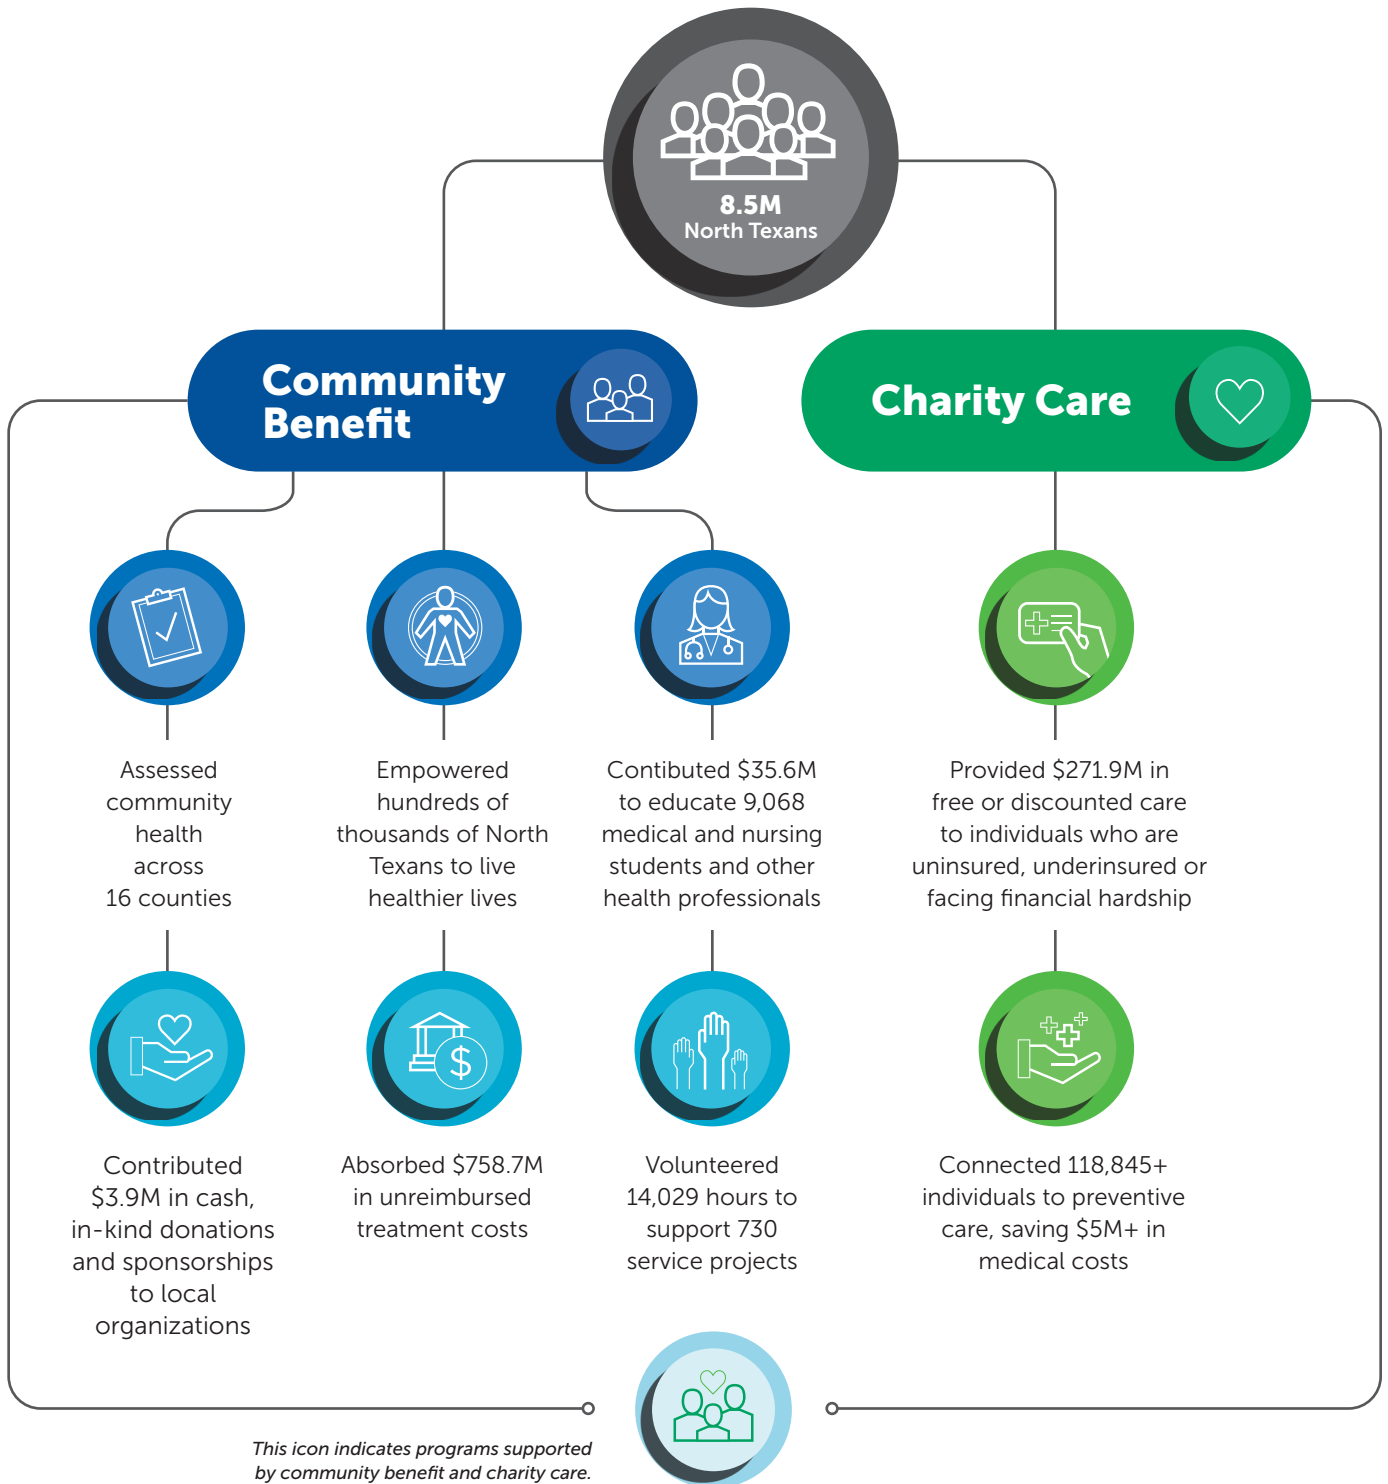 8.5M
North Texans
Community
Benefit
Charity Care
Assessed
community
health
across
16 counties
Empowered
hundreds of
thousands of North
Texans to live
healthier lives
Contibuted $35.6M
to educate 9,068
medical and nursing
students and other
health professionals
Provided $271.9M in
free or discounted care
to individuals who are
uninsured, underinsured or
facing financial hardship
Contributed
$3.9M in cash,
in-kind donations
and sponsorships
to local
organizations
Absorbed $758.7M
in unreimbursed
treatment costs
Volunteered
14,029 hours to
support 730
service projects
Connected 118,845+
individuals to preventive
care, saving $5M+ in
medical costs
This icon indicates programs supported
by community benefit and charity care.